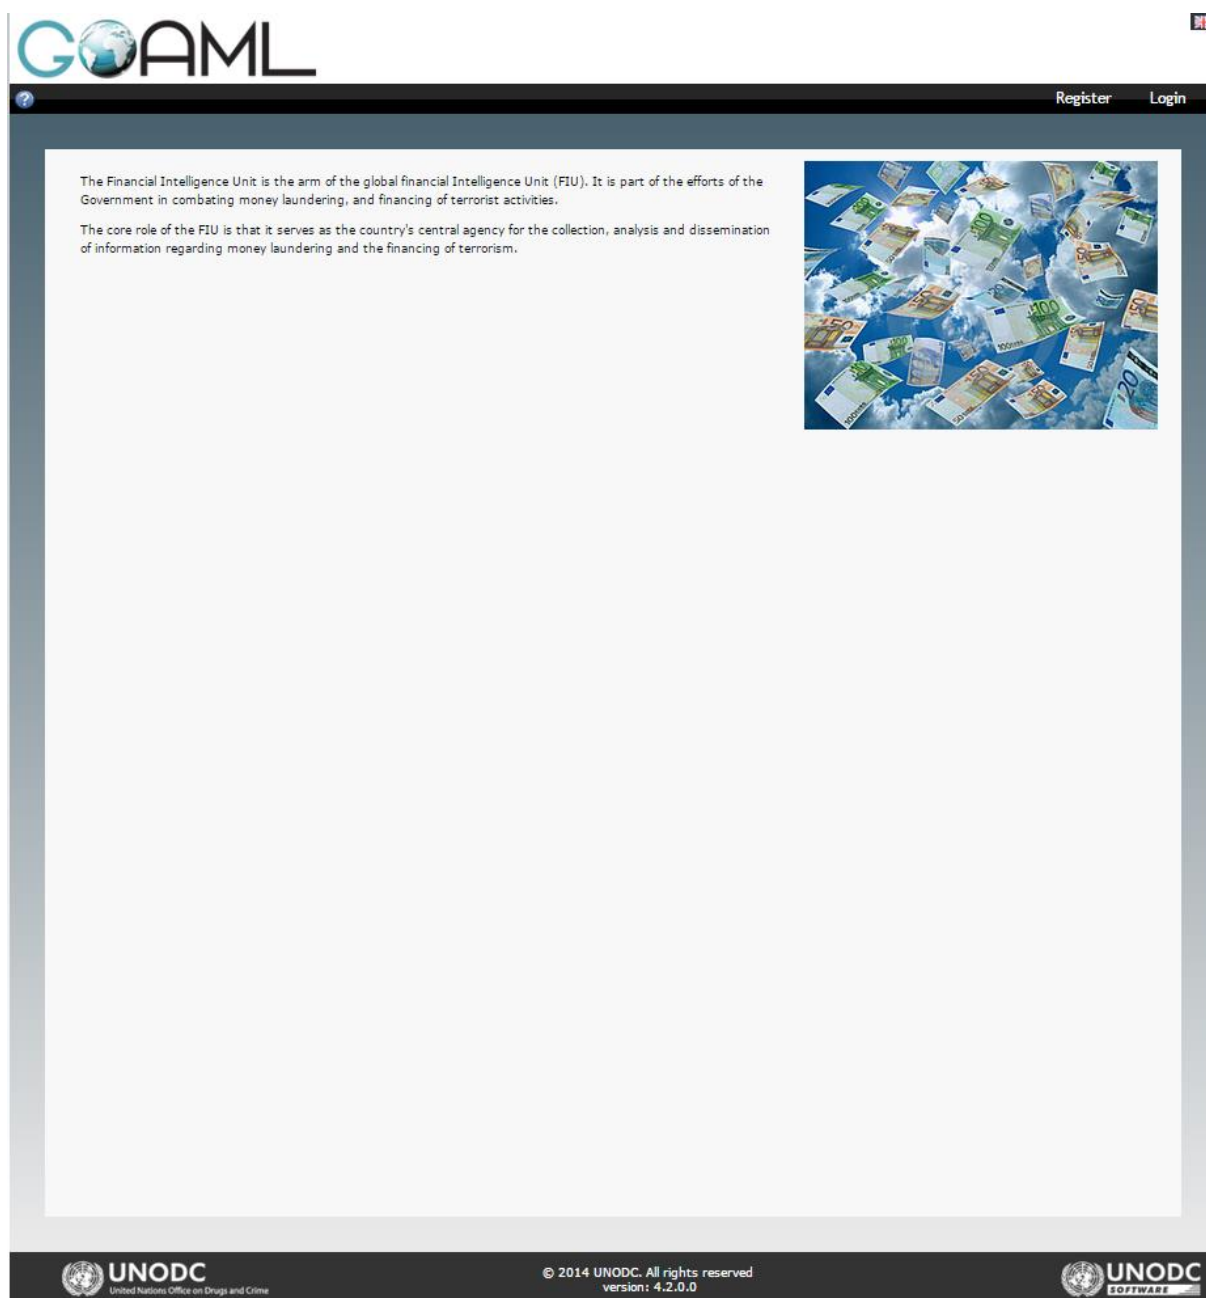 GOAML
Register Login
The Financial Intelligence Unit is the arm of the global financial Intelligence Unit (FIU). It is part of the efforts of the
Government in combating money laundering, and financing of terrorist activities.
The core role of the FIU is that it serves as the country's central agency for the collection, analysis and dissemination
of information regarding money laundering and the financing of terrorism.
UNODC
United Nations Office on Drugs and Crime
© 2014 UNODC. All rights reserved
version: 4.2.0.0
UNODC
SOFTWARE